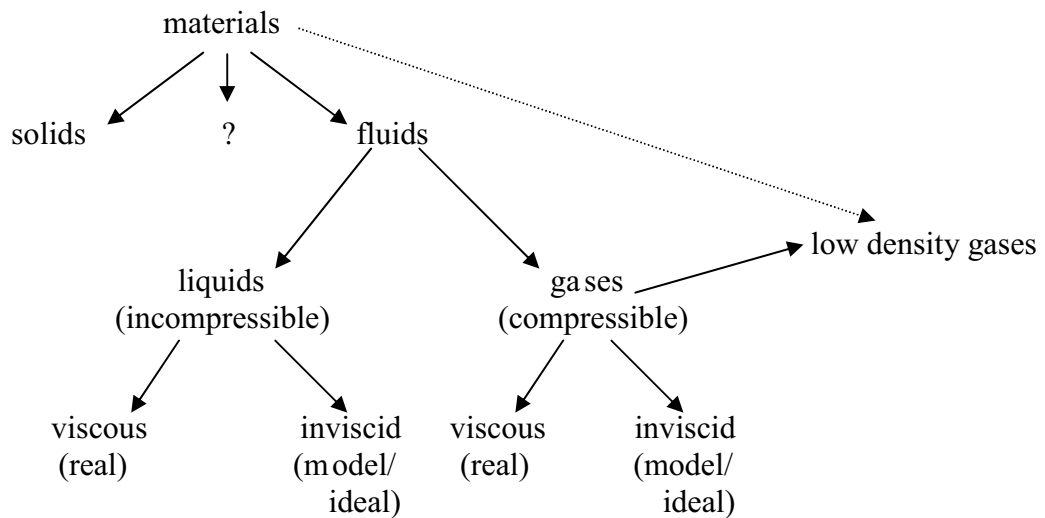 materials
solids
?
fluids
low density gases
liquids
(incompressible)
gases
(compressible)
viscous
(real)
inviscid
(model/
ideal)
viscous
(real)
inviscid
(model/
ideal)